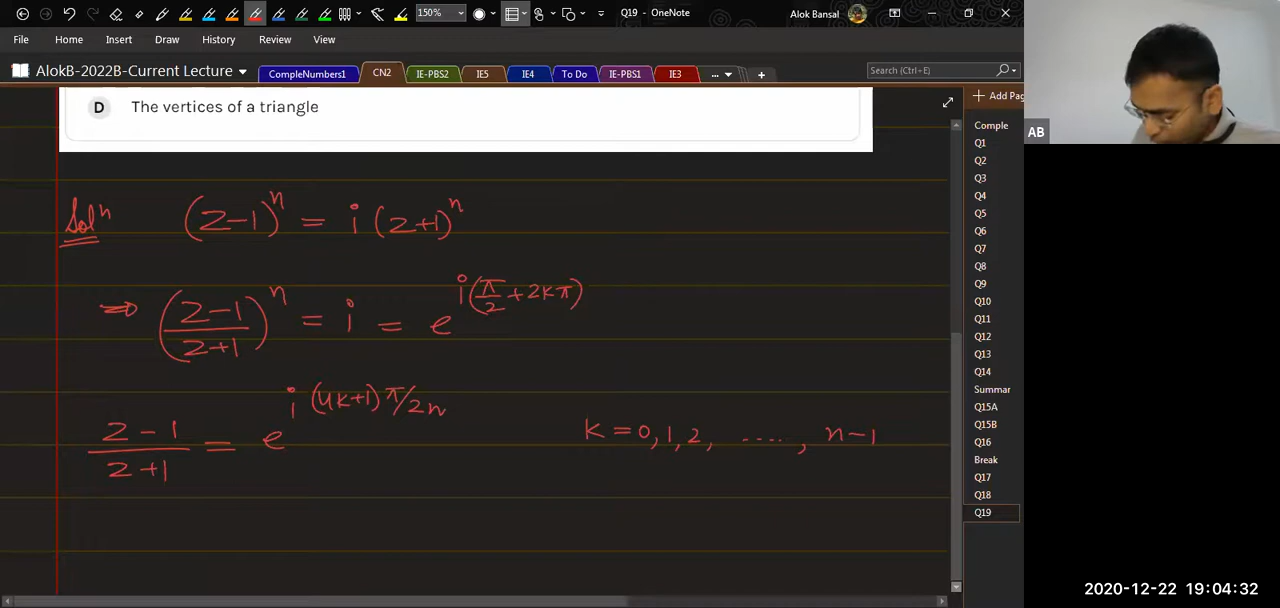 Q19 - OneNote
Alok Bansal
150%
File Home Insert Draw History Review View
AlokB-2022B-Current Lecture
CompleNumbers1 CN2 IE-PBS2 IE5 IE4 To Do IE-PBS1 IE3 ...
Search (Ctrl+E)
Add Pag
D The vertices of a triangle
Solⁿ (z-1)ⁿ = i (z+1)ⁿ
⇒ ((z-1)/(z+1))ⁿ = i = e^{i(π/2 + 2kπ)}
(z-1)/(z+1) = e^{i(4k+1)π/2n} k = 0, 1, 2, ....., n-1
Comple
Q1
Q2
Q3
Q4
Q5
Q6
Q7
Q8
Q9
Q10
Q11
Q12
Q13
Q14
Summar
Q15A
Q15B
Q16
Break
Q17
Q18
Q19
AB
2020-12-22 19:04:32